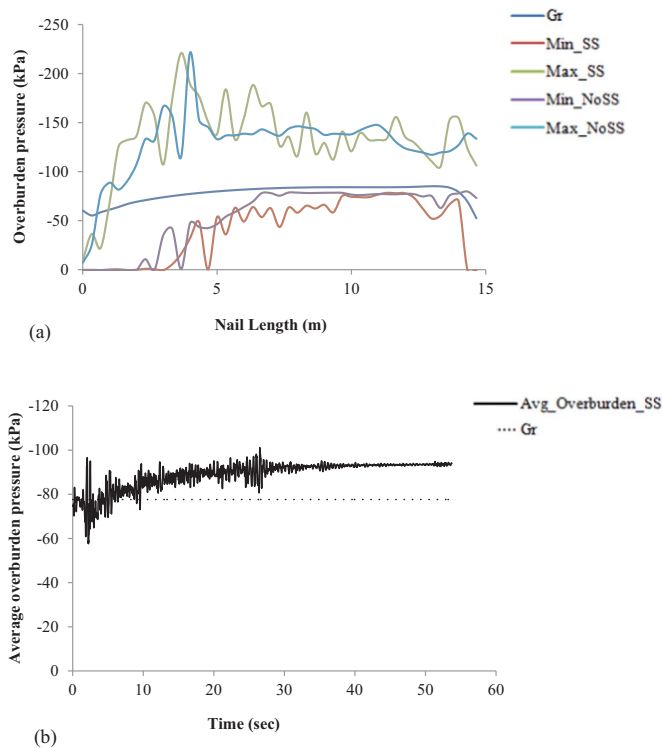 -250
-200
-150
-100
-50
0
Overburden pressure (kPa)
0
5
10
15
Nail Length (m)
Gr
Min_SS
Max_SS
Min_NoSS
Max_NoSS
(a)
-120
-100
-80
-60
-40
-20
0
Average overburden pressure (kPa)
0
10
20
30
40
50
60
Time (sec)
Avg_Overburden_SS
Gr
(b)